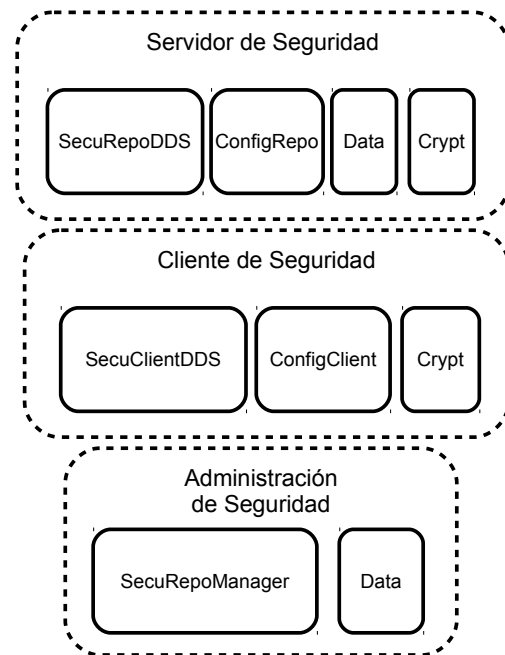 Servidor de Seguridad
SecuRepoDDS
ConfigRepo
Data
Crypt
Cliente de Seguridad
SecuClientDDS
ConfigClient
Crypt
Administración
de Seguridad
SecuRepoManager
Data